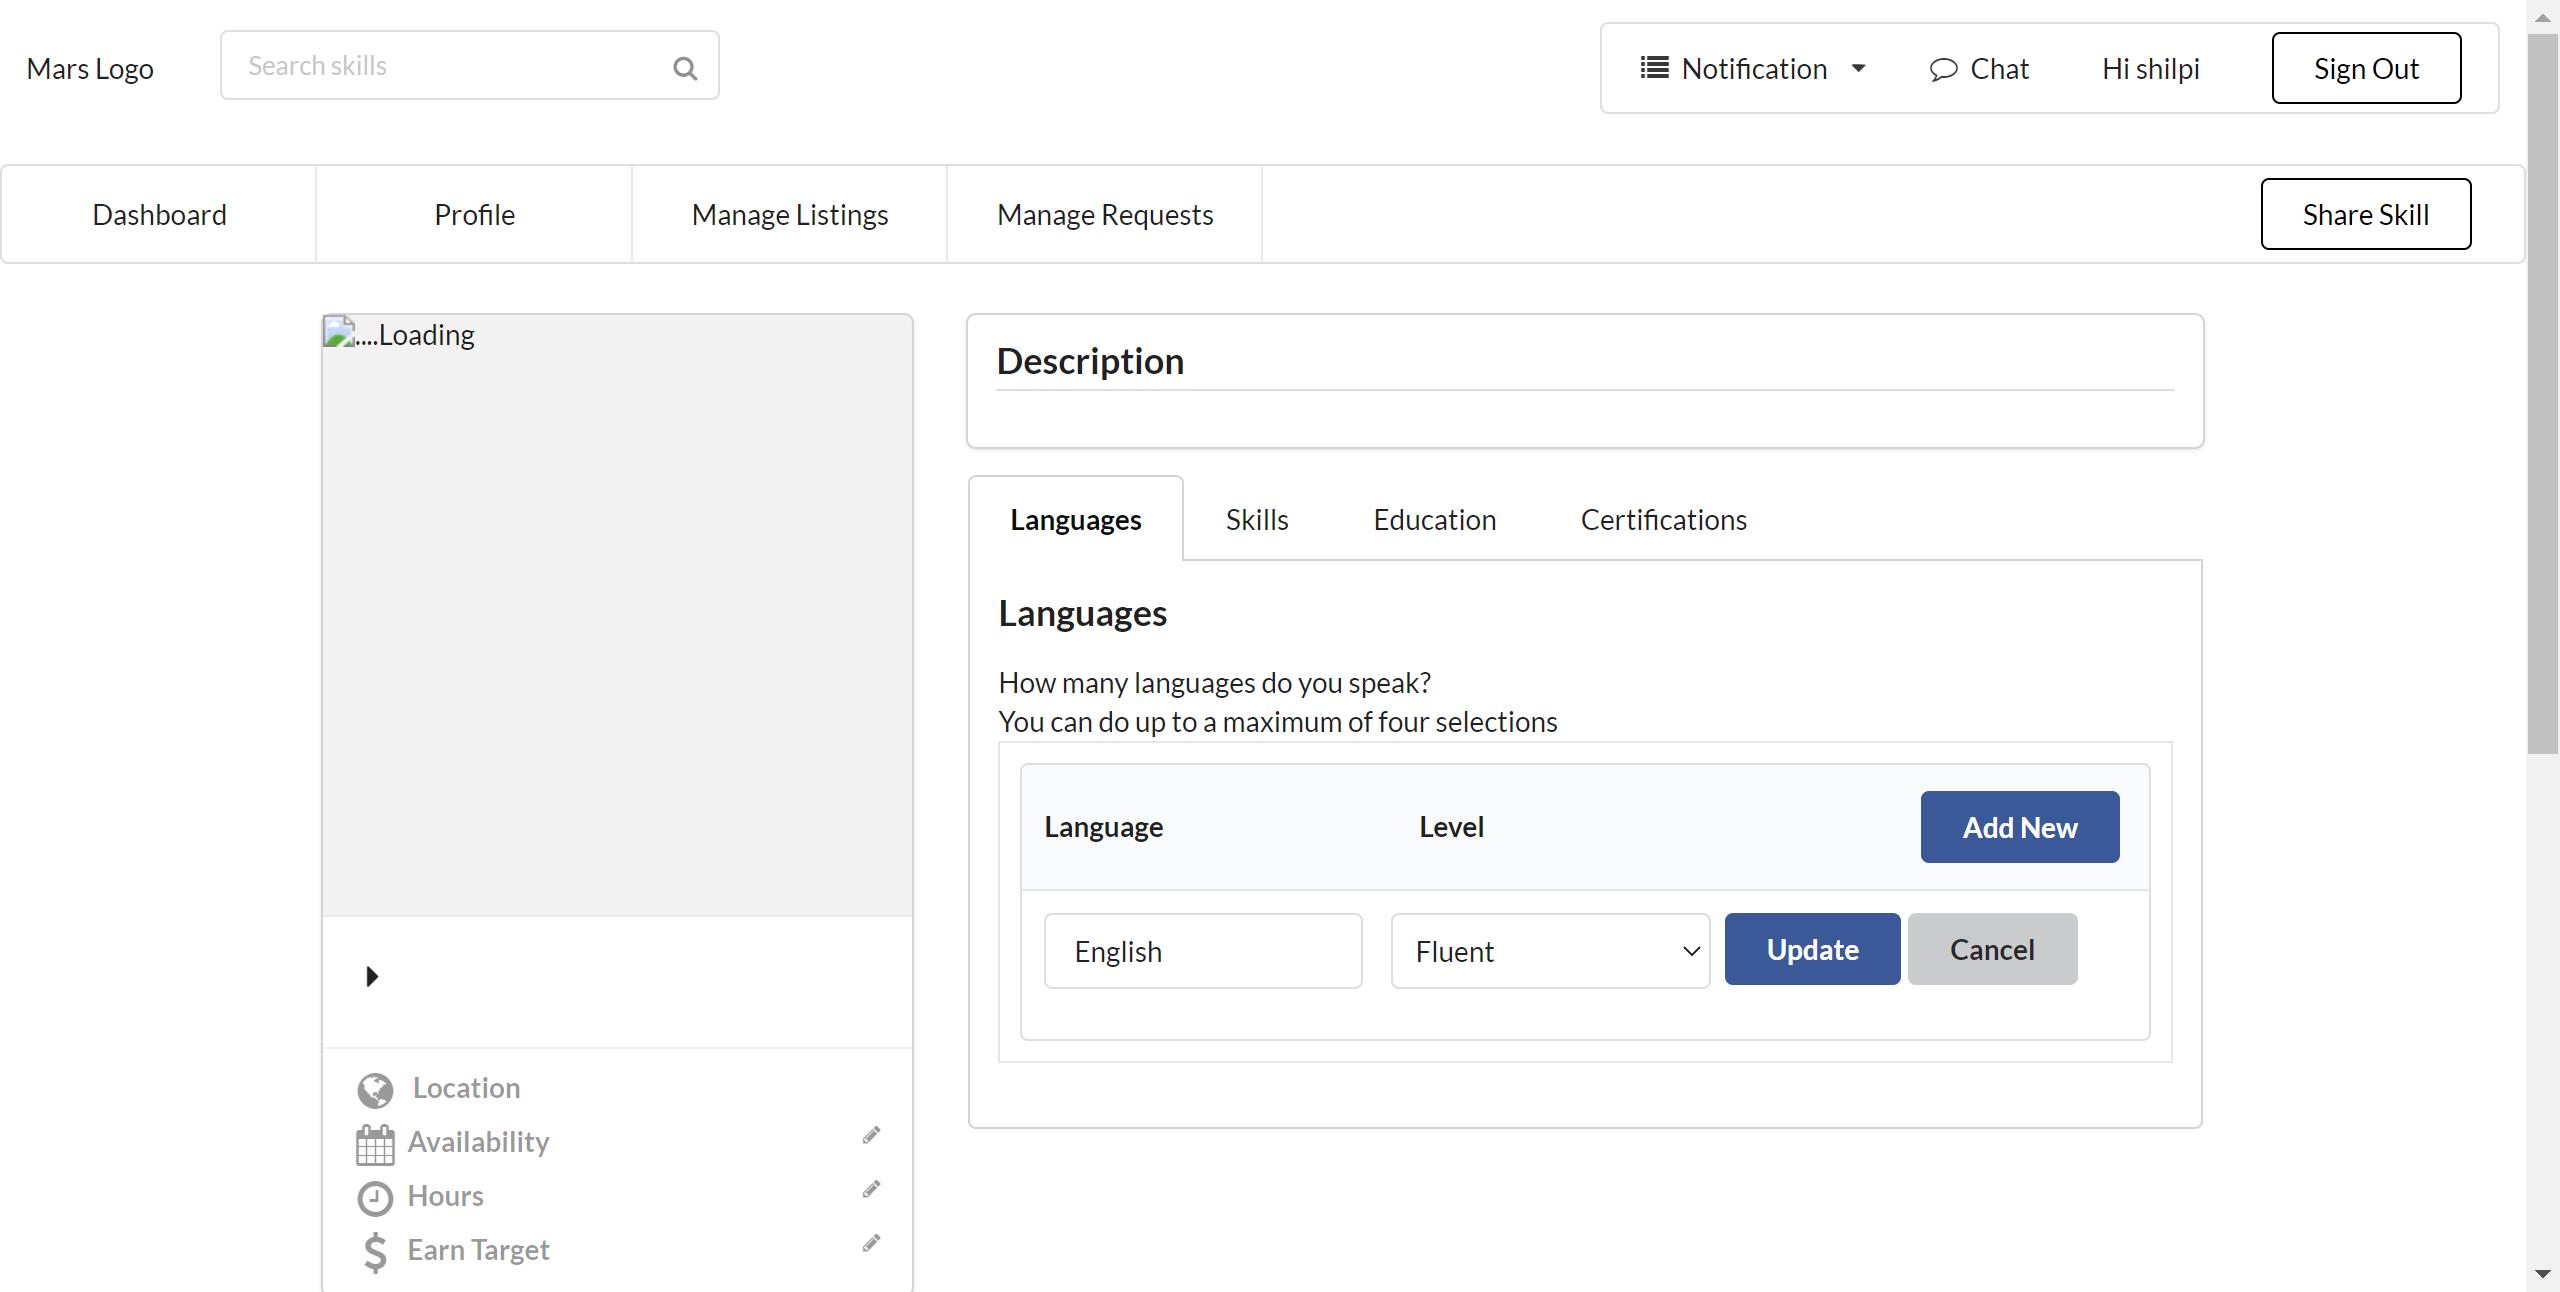 Mars Logo
Search skills
Notification
Chat
Hi shilpi
Sign Out
Dashboard
Profile
Manage Listings
Manage Requests
Share Skill
....Loading
Location
Availability
Hours
Earn Target
Description
Languages
Skills
Education
Certifications
Languages
How many languages do you speak?
You can do up to a maximum of four selections
Language
Level
Add New
English
Fluent
Update
Cancel